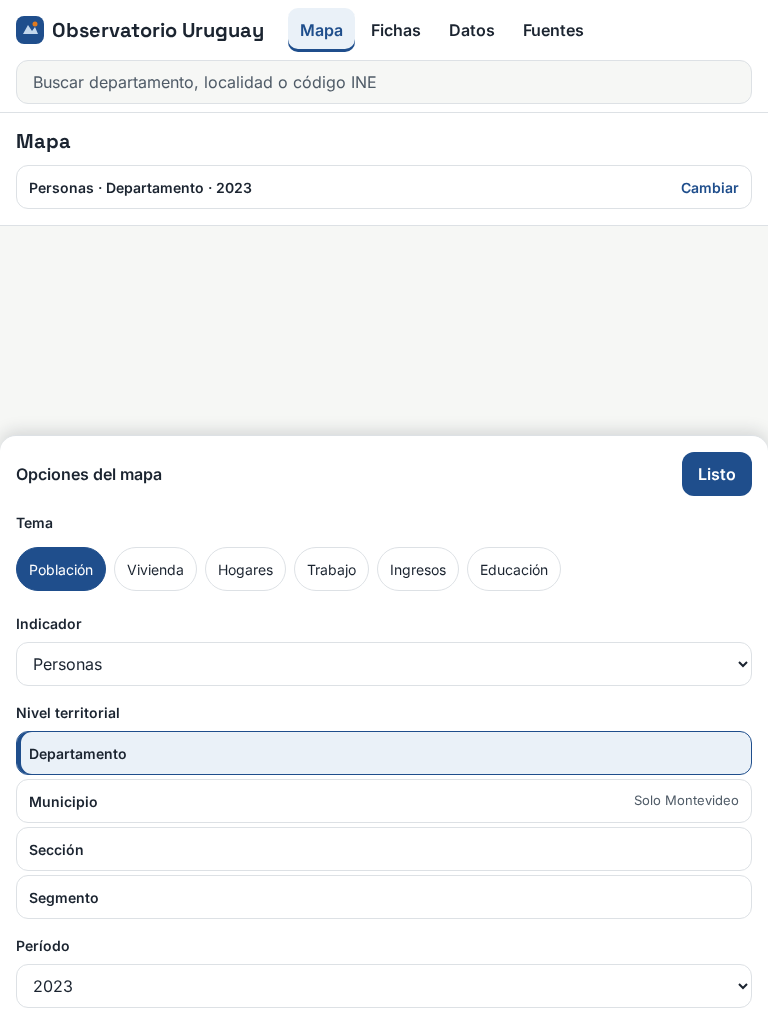 Observatorio Uruguay
Mapa
Fichas
Datos
Fuentes
Buscar departamento, localidad o código INE
Mapa
Personas · Departamento · 2023
Cambiar
Opciones del mapa
Listo
Tema
Población
Vivienda
Hogares
Trabajo
Ingresos
Educación
Indicador
Personas
Nivel territorial
Departamento
Municipio
Solo Montevideo
Sección
Segmento
Período
2023